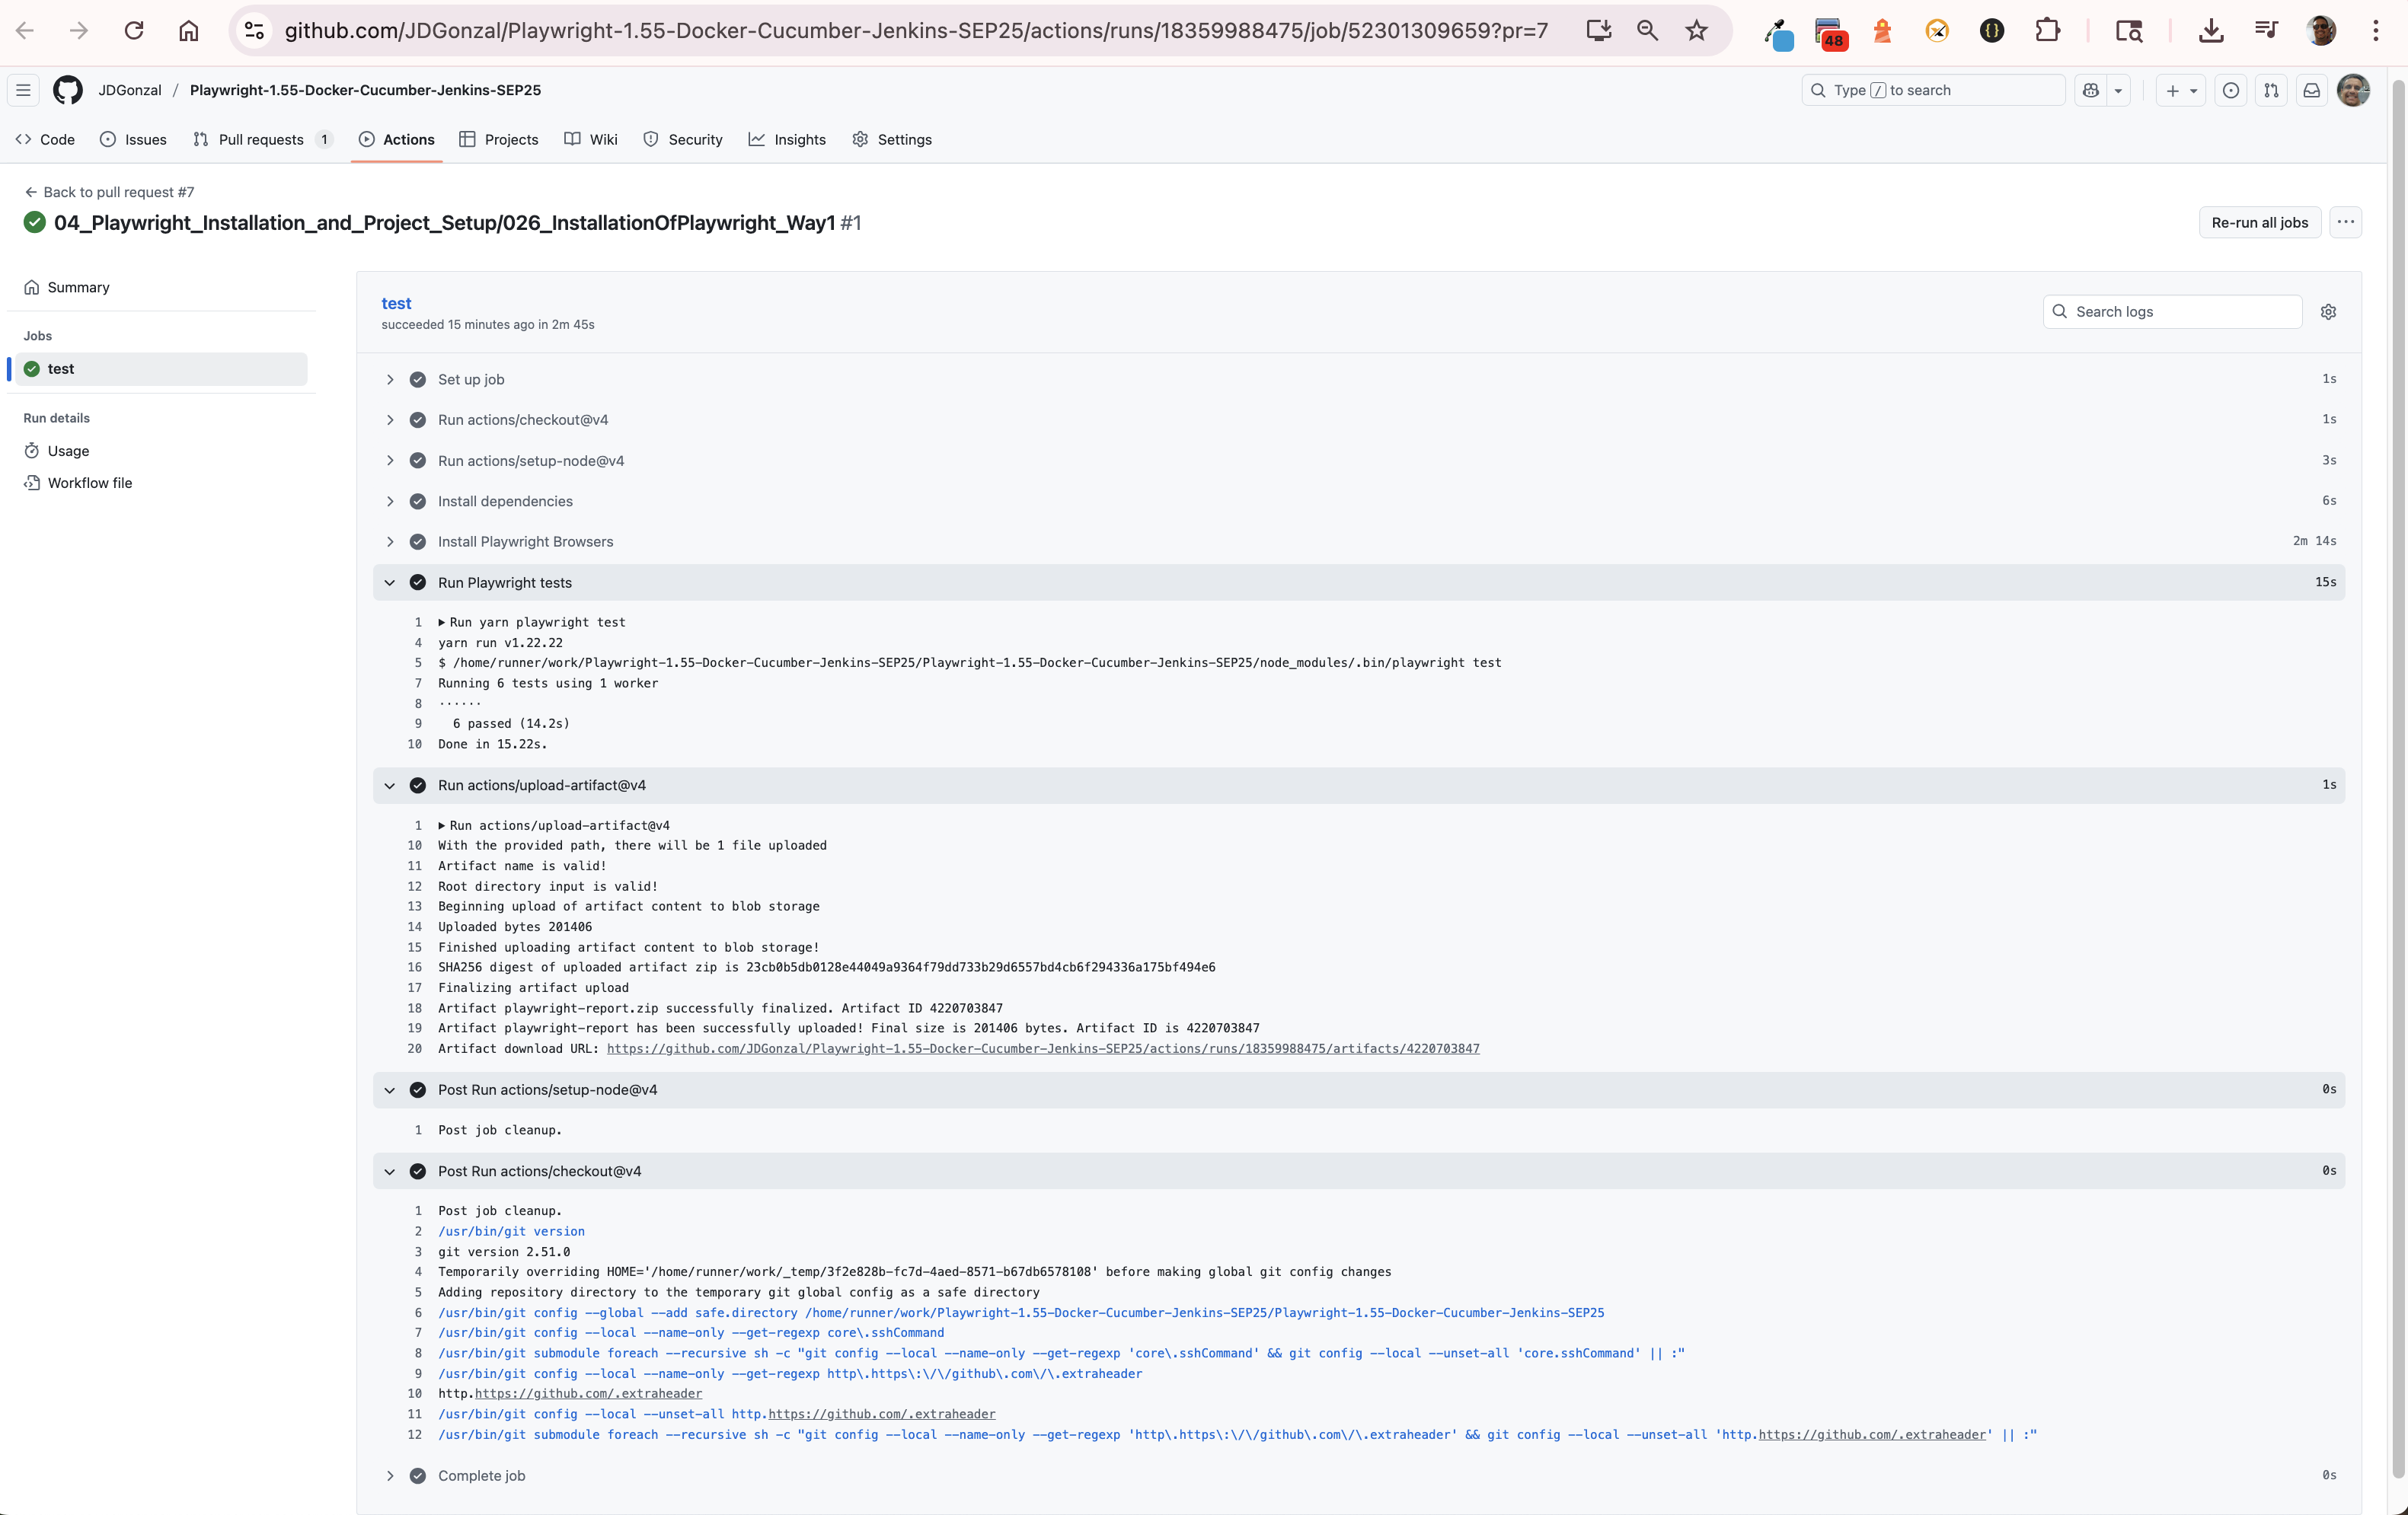 github.com/JDGonzal/Playwright-1.55-Docker-Cucumber-Jenkins-SEP25/actions/runs/18359988475/job/52301309659?pr=7
48
JDGonzal / Playwright-1.55-Docker-Cucumber-Jenkins-SEP25
Type / to search
Code Issues Pull requests 1 Actions Projects Wiki Security Insights Settings
Back to pull request #7
04_Playwright_Installation_and_Project_Setup/026_InstallationOfPlaywright_Way1 #1
Re-run all jobs
Summary
Jobs
test
Run details
Usage
Workflow file
test
succeeded 15 minutes ago in 2m 45s
Search logs
Set up job 1s
Run actions/checkout@v4 1s
Run actions/setup-node@v4 3s
Install dependencies 6s
Install Playwright Browsers 2m 14s
Run Playwright tests 15s
1 Run yarn playwright test
4 yarn run v1.22.22
5 $ /home/runner/work/Playwright-1.55-Docker-Cucumber-Jenkins-SEP25/Playwright-1.55-Docker-Cucumber-Jenkins-SEP25/node_modules/.bin/playwright test
7 Running 6 tests using 1 worker
8 ······
9 6 passed (14.2s)
10 Done in 15.22s.
Run actions/upload-artifact@v4 1s
1 Run actions/upload-artifact@v4
10 With the provided path, there will be 1 file uploaded
11 Artifact name is valid!
12 Root directory input is valid!
13 Beginning upload of artifact content to blob storage
14 Uploaded bytes 201406
15 Finished uploading artifact content to blob storage!
16 SHA256 digest of uploaded artifact zip is 23cb0b5db0128e44049a9364f79dd733b29d6557bd4cb6f294336a175bf494e6
17 Finalizing artifact upload
18 Artifact playwright-report.zip successfully finalized. Artifact ID 4220703847
19 Artifact playwright-report has been successfully uploaded! Final size is 201406 bytes. Artifact ID is 4220703847
20 Artifact download URL: https://github.com/JDGonzal/Playwright-1.55-Docker-Cucumber-Jenkins-SEP25/actions/runs/18359988475/artifacts/4220703847
Post Run actions/setup-node@v4 0s
1 Post job cleanup.
Post Run actions/checkout@v4 0s
1 Post job cleanup.
2 /usr/bin/git version
3 git version 2.51.0
4 Temporarily overriding HOME='/home/runner/work/_temp/3f2e828b-fc7d-4aed-8571-b67db6578108' before making global git config changes
5 Adding repository directory to the temporary git global config as a safe directory
6 /usr/bin/git config --global --add safe.directory /home/runner/work/Playwright-1.55-Docker-Cucumber-Jenkins-SEP25/Playwright-1.55-Docker-Cucumber-Jenkins-SEP25
7 /usr/bin/git config --local --name-only --get-regexp core\.sshCommand
8 /usr/bin/git submodule foreach --recursive sh -c "git config --local --name-only --get-regexp 'core\.sshCommand' && git config --local --unset-all 'core.sshCommand' || :"
9 /usr/bin/git config --local --name-only --get-regexp http\.https\:\/\/github\.com\/\.extraheader
10 http.https://github.com/.extraheader
11 /usr/bin/git config --local --unset-all http.https://github.com/.extraheader
12 /usr/bin/git submodule foreach --recursive sh -c "git config --local --name-only --get-regexp 'http\.https\:\/\/github\.com\/\.extraheader' && git config --local --unset-all 'http.https://github.com/.extraheader' || :"
Complete job 0s